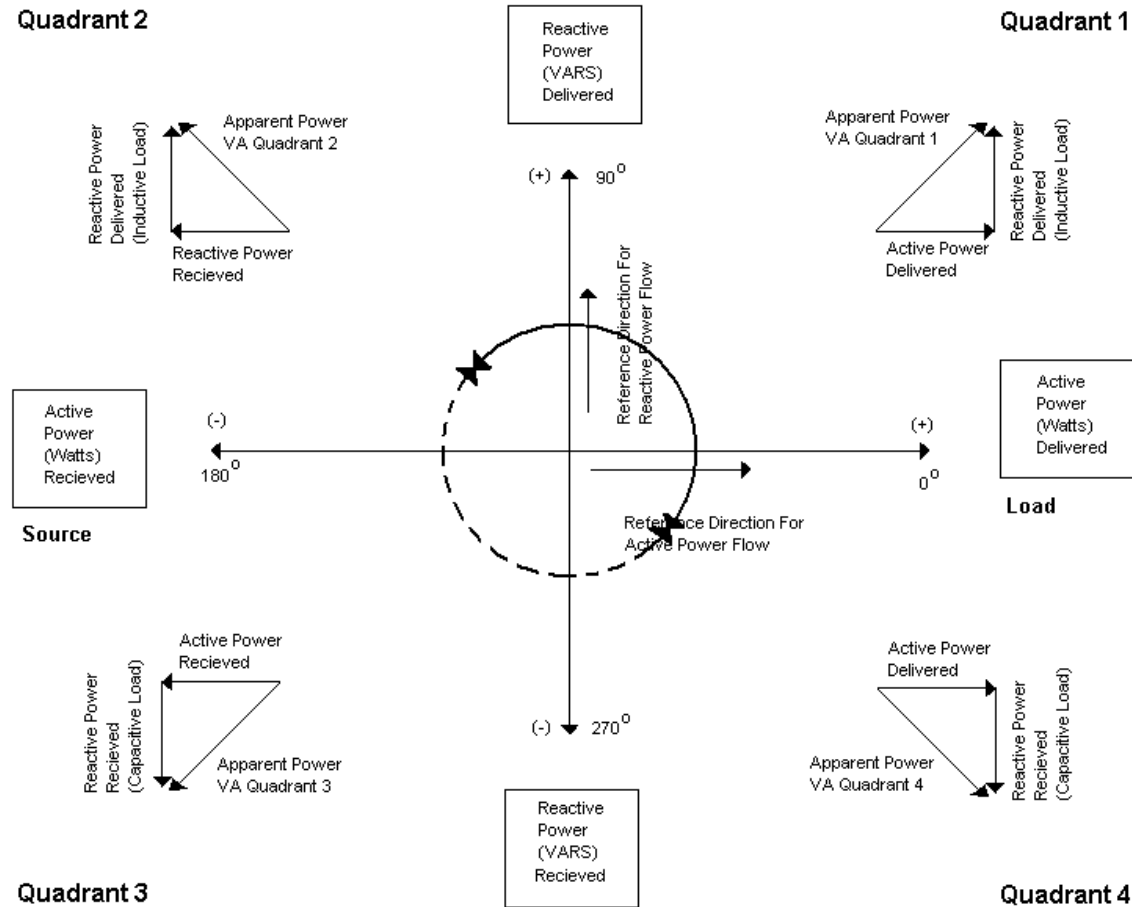 Quadrant 2
Quadrant 1
Reactive
Power
(VARS)
Delivered
Reactive Power
Delivered
(Inductive Load)
Apparent Power
VA Quadrant 2
Reactive Power
Recieved
Apparent Power
VA Quadrant 1
Active Power
Delivered
Reactive Power
Delivered
(Inductive Load)
(+)
90°
Reference Direction For
Reactive Power Flow
Active
Power
(Watts)
Recieved
Source
(-)
180°
(+)
0°
Active
Power
(Watts)
Delivered
Load
Reference Direction For
Active Power Flow
Active Power
Recieved
Reactive Power
Recieved
(Capacitive Load)
Apparent Power
VA Quadrant 3
(-)
270°
Active Power
Delivered
Apparent Power
VA Quadrant 4
Reactive Power
Recieved
(Capacitive Load)
Reactive
Power
(VARS)
Recieved
Quadrant 3
Quadrant 4